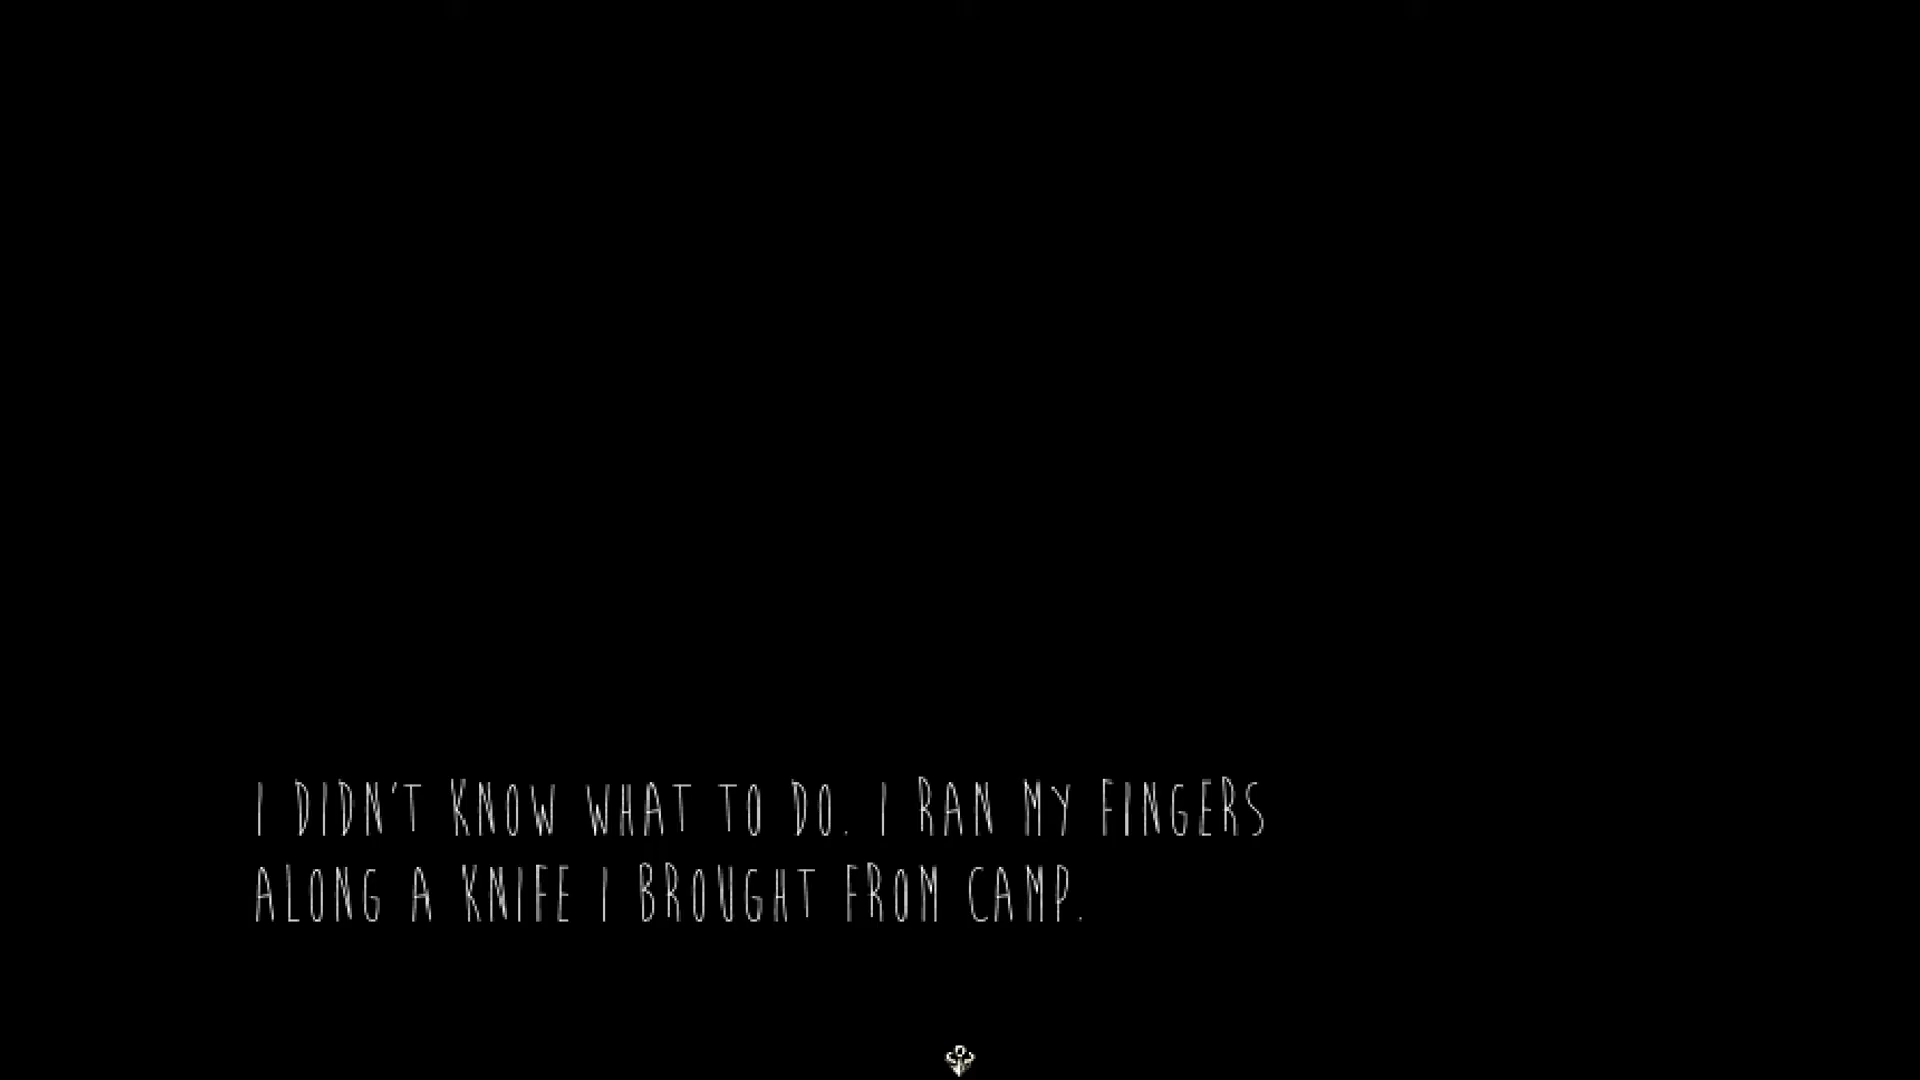 I DIDN'T KNOW WHAT TO DO. I RAN MY FINGERS
ALONG A KNIFE I BROUGHT FROM CAMP.